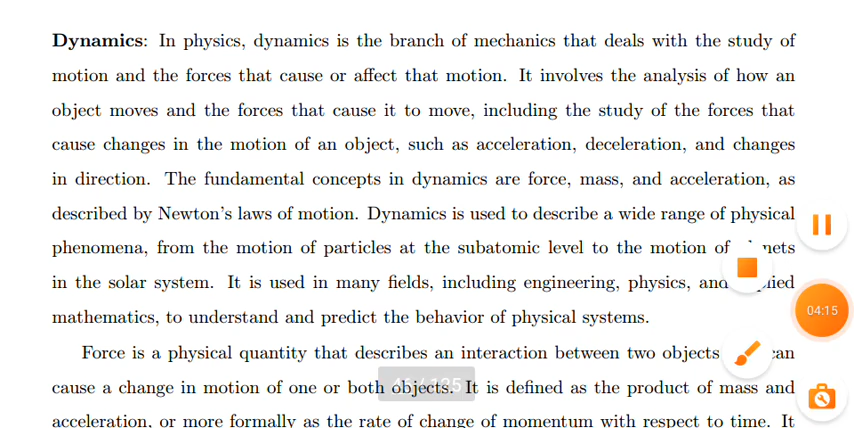 Dynamics: In physics, dynamics is the branch of mechanics that deals with the study of
motion and the forces that cause or affect that motion. It involves the analysis of how an
object moves and the forces that cause it to move, including the study of the forces that
cause changes in the motion of an object, such as acceleration, deceleration, and changes
in direction. The fundamental concepts in dynamics are force, mass, and acceleration, as
described by Newton's laws of motion. Dynamics is used to describe a wide range of physical
phenomena, from the motion of particles at the subatomic level to the motion of
in the solar system. It is used in many fields, including engineering, physics, and
mathematics, to understand and predict the behavior of physical systems.
04:15
Force is a physical quantity that describes an interaction between two objects
cause a change in motion of one or both objects. It is defined as the product of mass and
acceleration, or more formally as the rate of change of momentum with respect to time. It